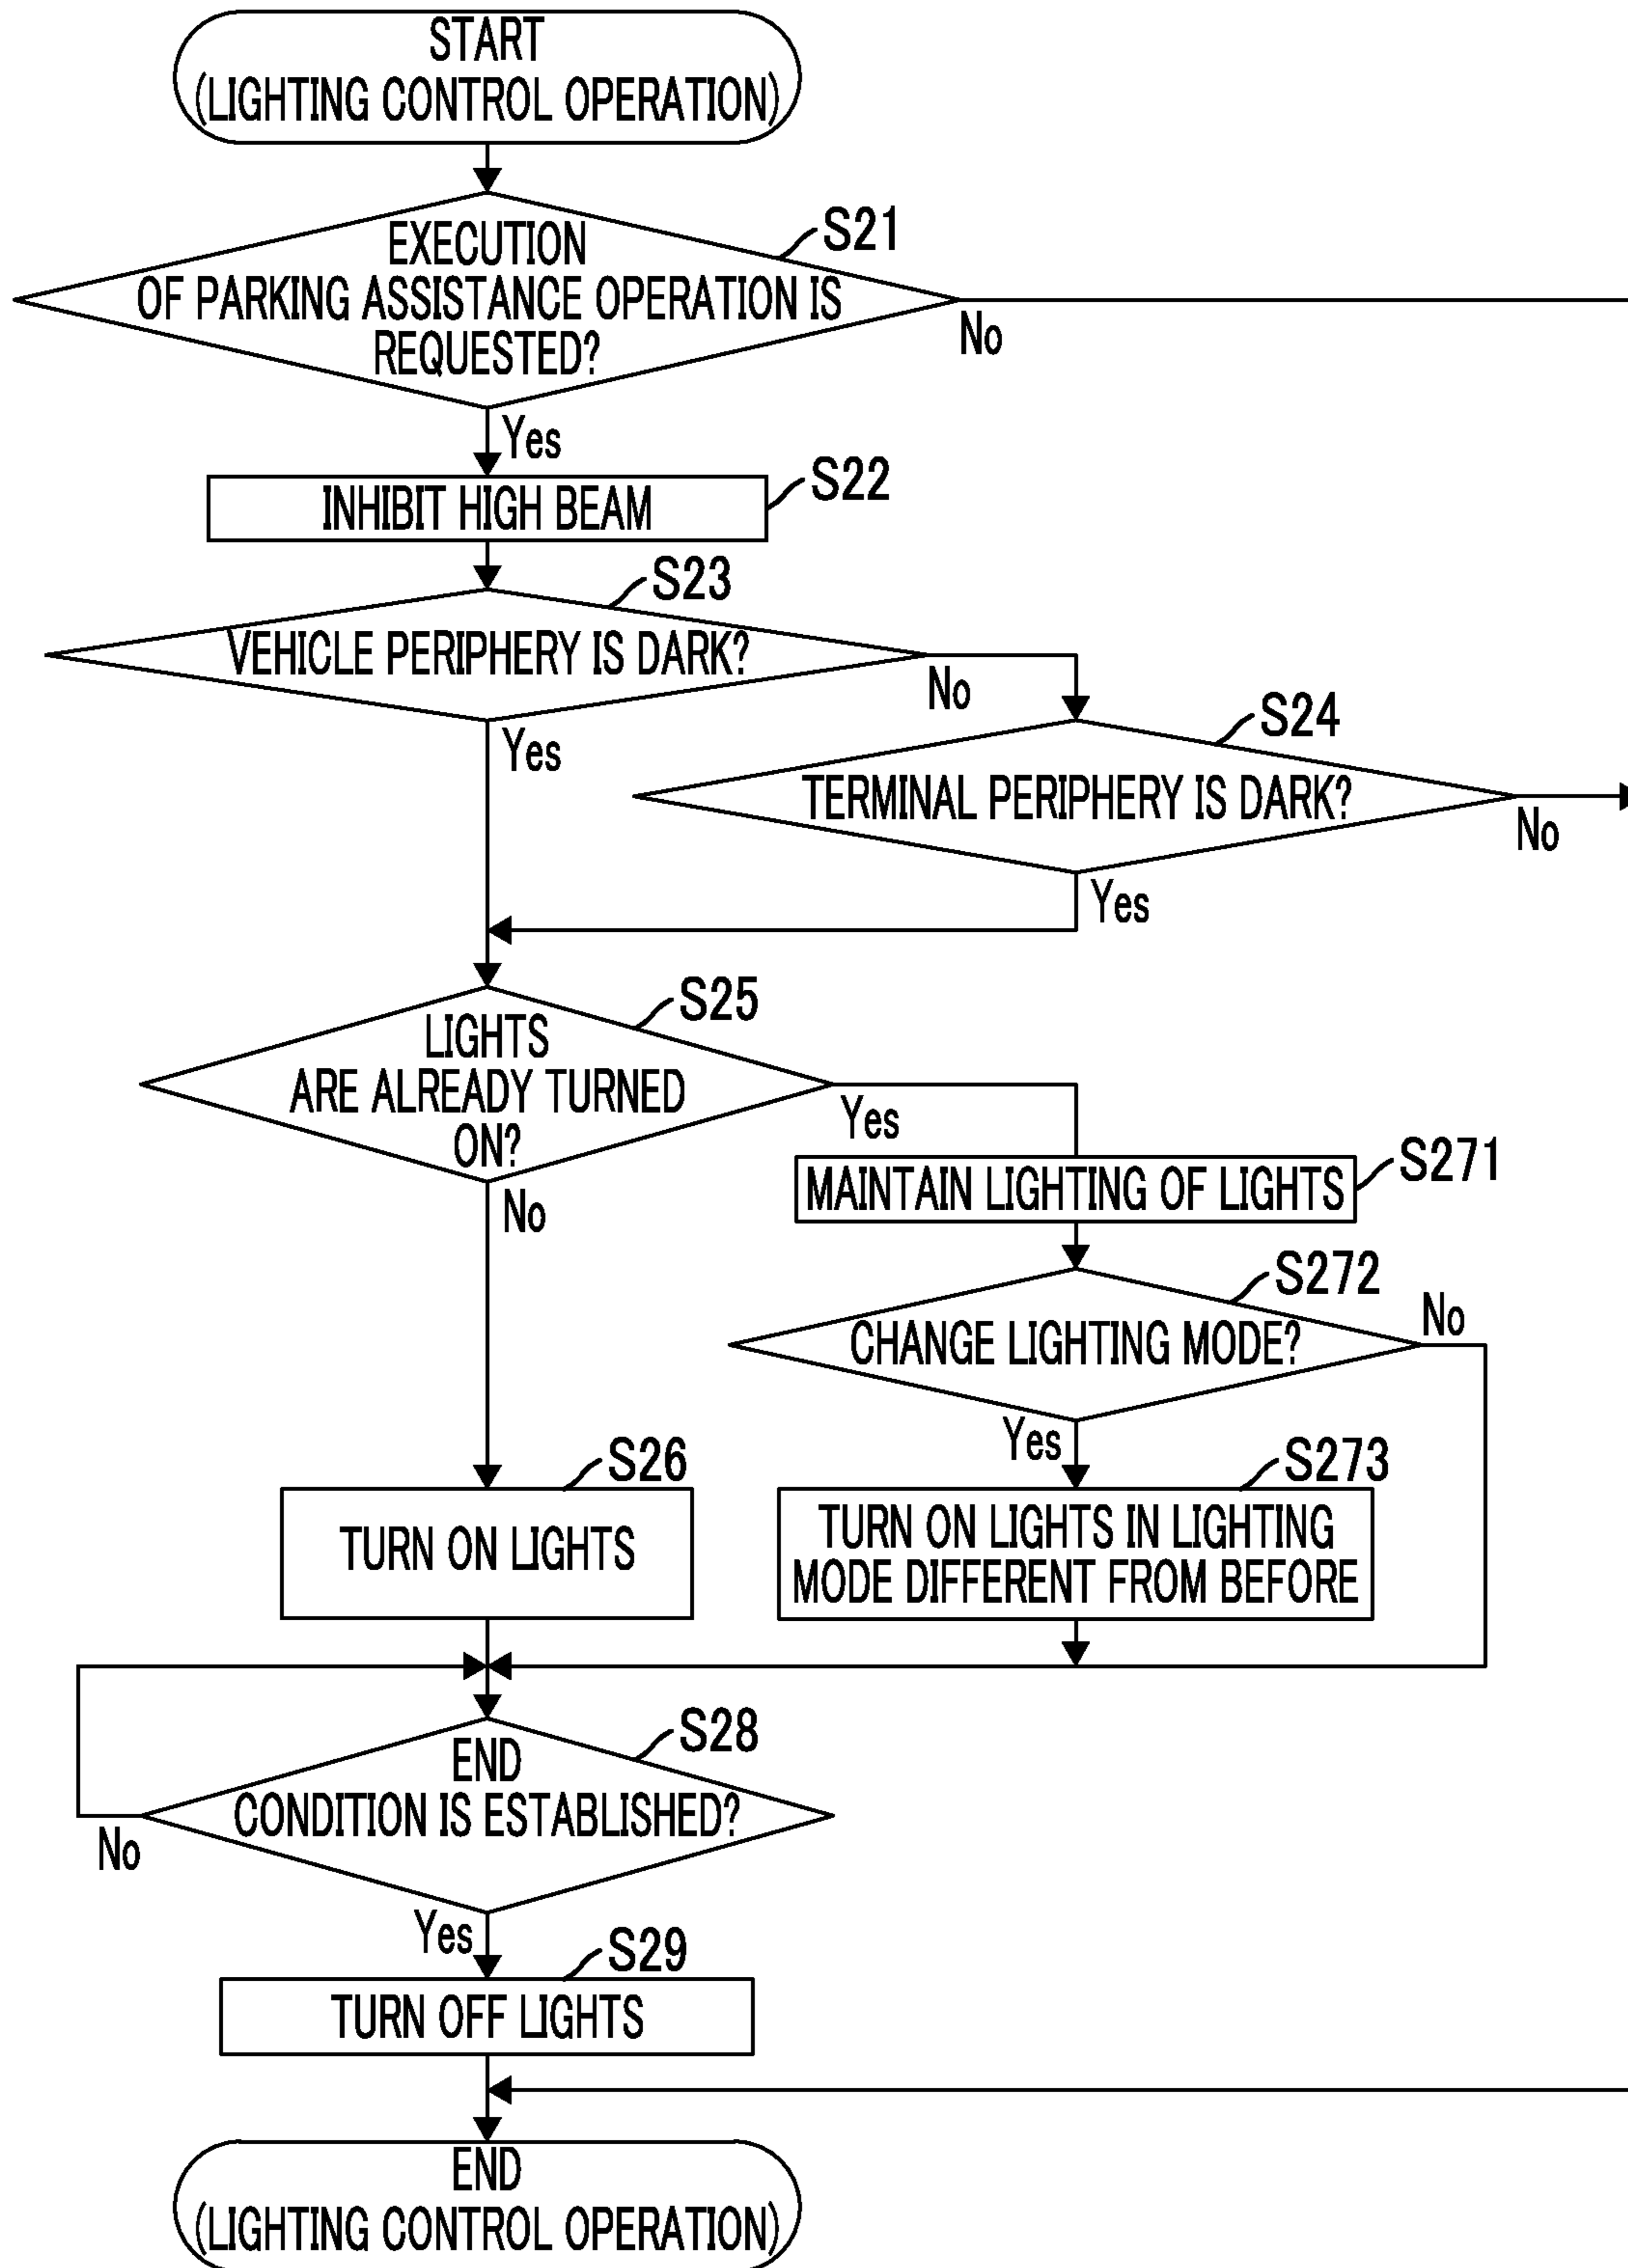 START
(LIGHTING CONTROL OPERATION)
S21
EXECUTION
OF PARKING ASSISTANCE OPERATION IS
REQUESTED?
No
Yes
S22
INHIBIT HIGH BEAM
S23
VEHICLE PERIPHERY IS DARK?
No
Yes
S24
TERMINAL PERIPHERY IS DARK?
No
Yes
S25
LIGHTS
ARE ALREADY TURNED
ON?
Yes
No
S271
MAINTAIN LIGHTING OF LIGHTS
S272
CHANGE LIGHTING MODE?
No
Yes
S26
TURN ON LIGHTS
S273
TURN ON LIGHTS IN LIGHTING
MODE DIFFERENT FROM BEFORE
S28
END
CONDITION IS ESTABLISHED?
No
Yes
S29
TURN OFF LIGHTS
END
(LIGHTING CONTROL OPERATION)